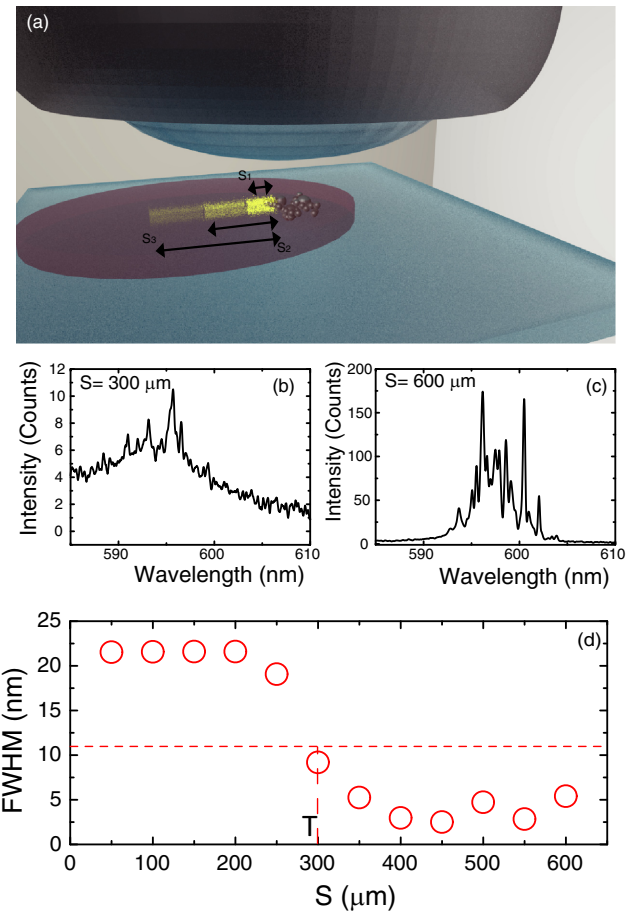 (a)
S1
S3
S2
S= 300 μm
(b)
12
10
8
6
4
2
0
Intensity (Counts)
590
600
610
Wavelength (nm)
S= 600 μm
(c)
200
150
100
50
0
Intensity (Counts)
590
600
610
Wavelength (nm)
(d)
25
20
15
10
5
0
FWHM (nm)
T
0 100 200 300 400 500 600
S (μm)